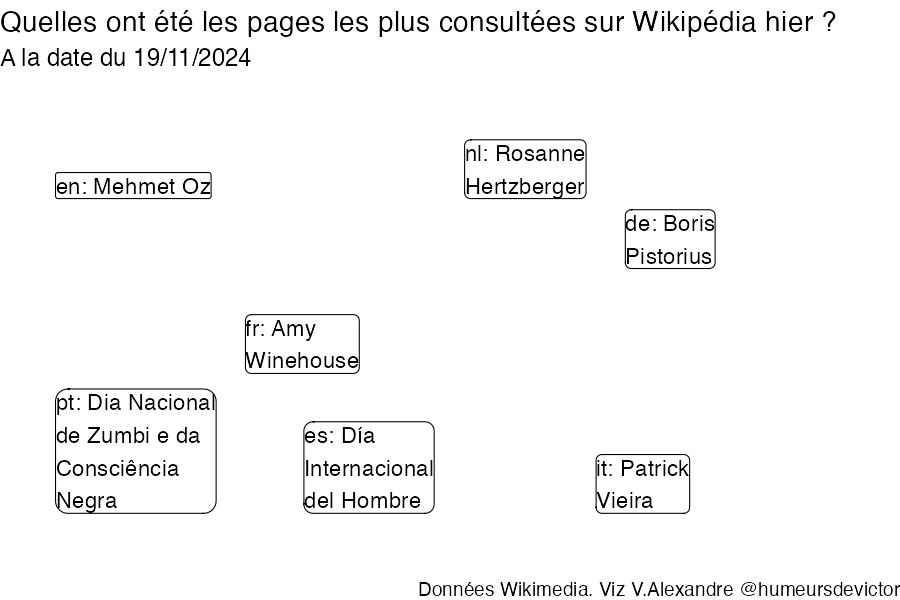 Quelles ont été les pages les plus consultées sur Wikipédia hier ?
A la date du 19/11/2024
nl: Rosanne
Hertzberger
en: Mehmet Oz
de: Boris
Pistorius
fr: Amy
Winehouse
pt: Dia Nacional
de Zumbi e da
Consciência
Negra
es: Día
Internacional
del Hombre
it: Patrick
Vieira
Données Wikimedia. Viz V.Alexandre @humeursdevictor